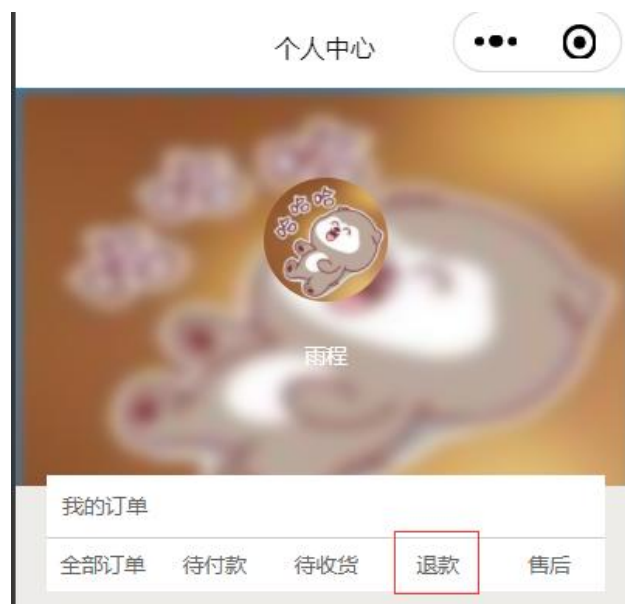 个人中心
哈哈哈
雨程
我的订单
全部订单 待付款 待收货 退款 售后